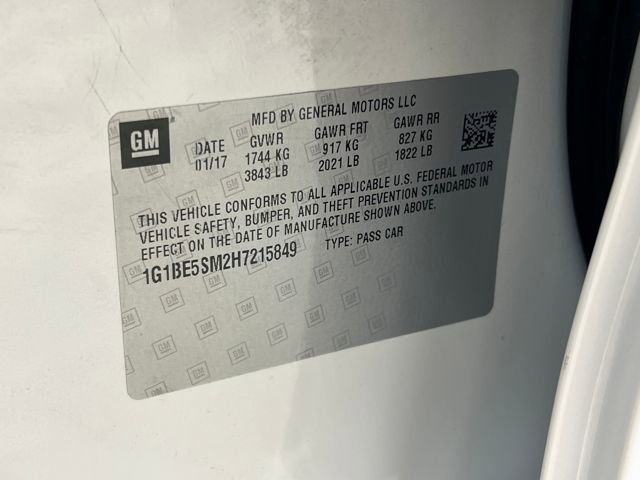 GM
MFD BY GENERAL MOTORS LLC
DATE GVWR GAWR FRT GAWR RR
01/17 1744 KG 917 KG 827 KG
3843 LB 2021 LB 1822 LB
THIS VEHICLE CONFORMS TO ALL APPLICABLE U.S. FEDERAL MOTOR
VEHICLE SAFETY, BUMPER, AND THEFT PREVENTION STANDARDS IN
EFFECT ON THE DATE OF MANUFACTURE SHOWN ABOVE.
1G1BE5SM2H7215849 TYPE: PASS CAR